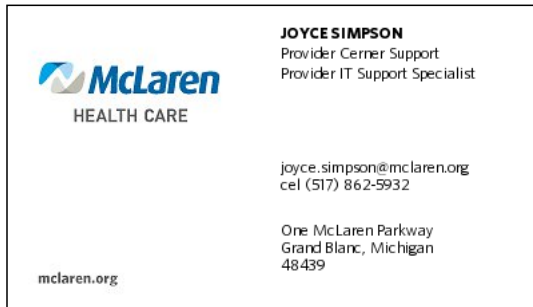 McLaren
HEALTH CARE
mclaren.org
JOYCE SIMPSON
Provider Cerner Support
Provider IT Support Specialist
joyce.simpson@mclaren.org
cel (517) 862-5932
One McLaren Parkway
Grand Blanc, Michigan
48439